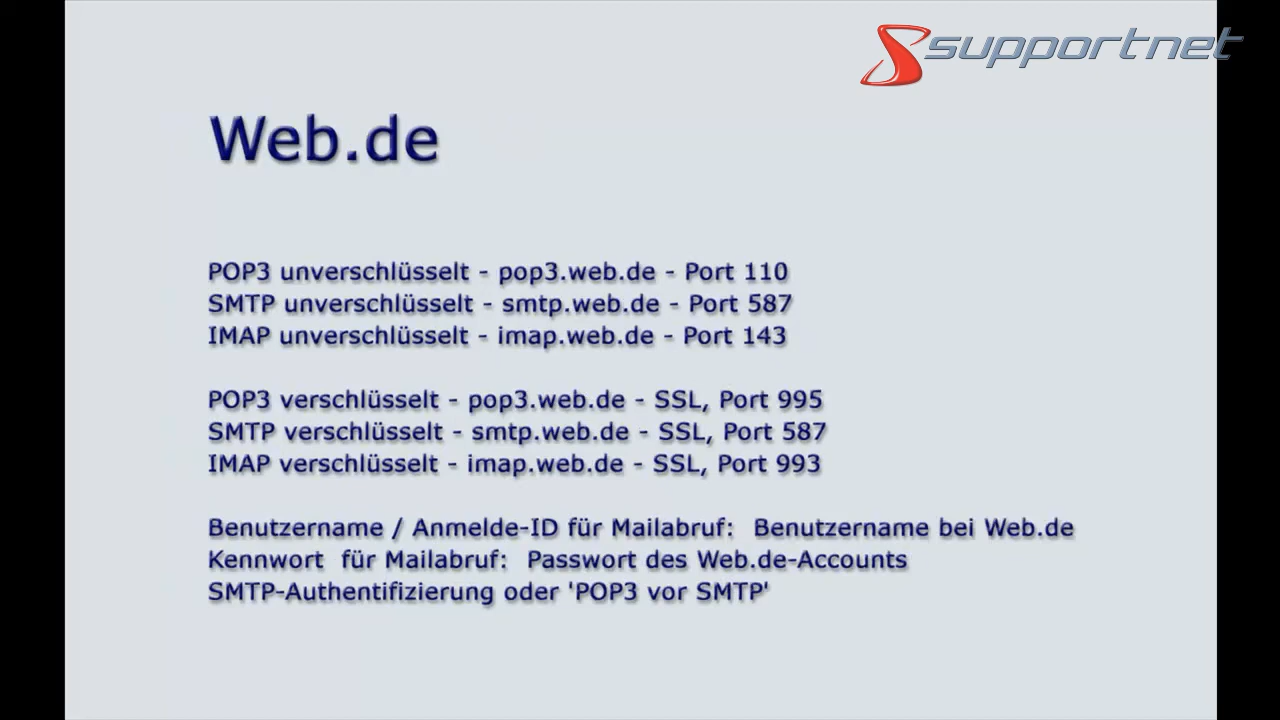 supportnet
Web.de
POP3 unverschlüsselt - pop3.web.de - Port 110
SMTP unverschlüsselt - smtp.web.de - Port 587
IMAP unverschlüsselt - imap.web.de - Port 143
POP3 verschlüsselt - pop3.web.de - SSL, Port 995
SMTP verschlüsselt - smtp.web.de - SSL, Port 587
IMAP verschlüsselt - imap.web.de - SSL, Port 993
Benutzername / Anmelde-ID für Mailabruf:  Benutzername bei Web.de
Kennwort  für Mailabruf:  Passwort des Web.de-Accounts
SMTP-Authentifizierung oder 'POP3 vor SMTP'